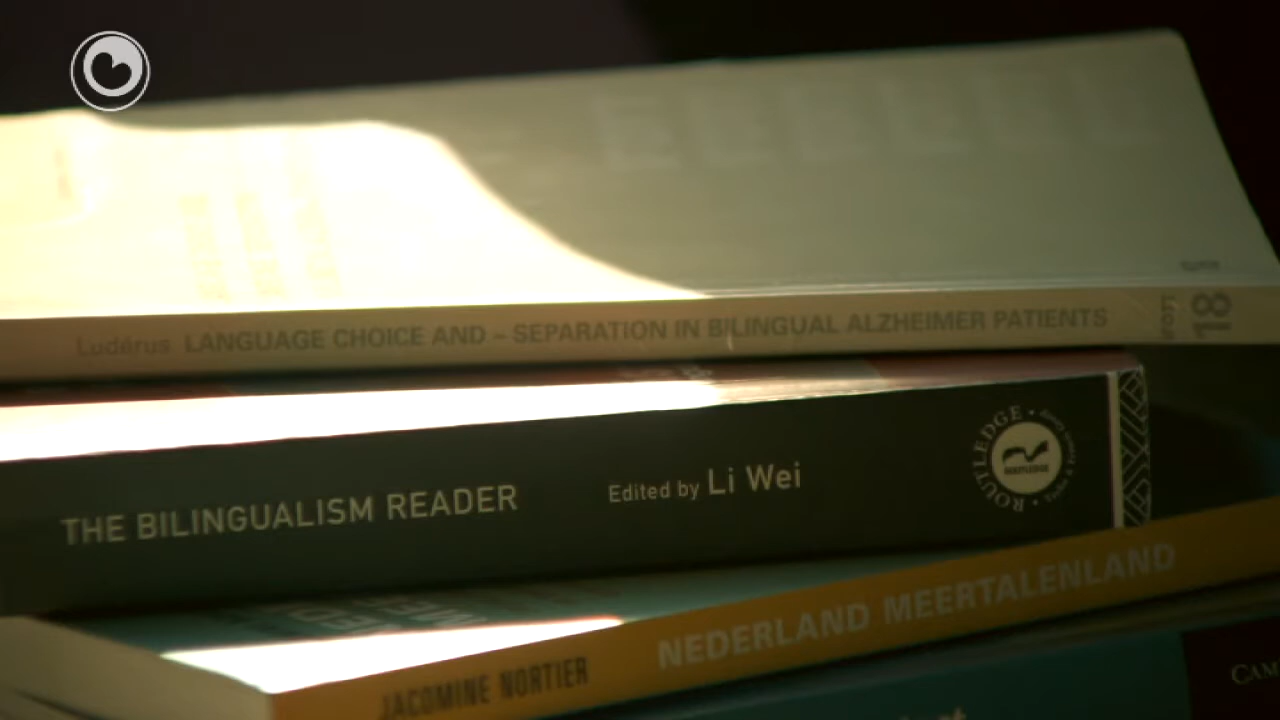 Ludérus LANGUAGE CHOICE AND – SEPARATION IN BILINGUAL ALZHEIMER PATIENTS
18
THE BILINGUALISM READER Edited by Li Wei
ROUTLEDGE
JACOMINE NORTIER NEDERLAND MEERTALENLAND